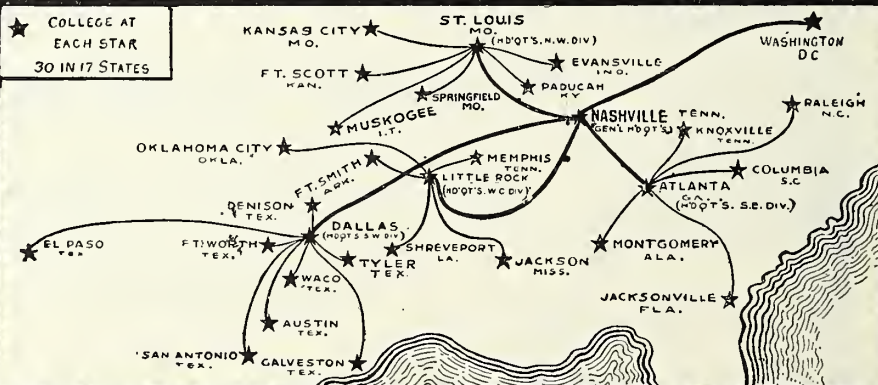 COLLEGE AT
EACH STAR
30 IN 17 STATES
KANSAS CITY
MO.
ST. LOUIS
MO.
(HD'QT'S. N.W. DIV)
WASHINGTON
DC
FT. SCOTT
KAN.
EVANSVILLE
IND.
PADUCAH
KY
SPRINGFIELD
MO.
MUSKOGEE
I.T.
NASHVILLE TENN.
(GEN'L HDQT'S)
KNOXVILLE
TENN.
RALEIGH
N.C.
OKLAHOMA CITY
OKLA.
FT. SMITH
ARK.
MEMPHIS
TENN.
LITTLE ROCK
(HD'QT'S. W.C DIV)
COLUMBIA
S.C
ATLANTA
GA.
(HD'QT'S. S.E. DIV.)
DENISON
TEX.
DALLAS
(HDQTS S.W DIV.)
EL PASO
TEX
FT. WORTH
TEX.
TYLER
TEX.
SHREVEPORT
LA.
JACKSON
MISS.
MONTGOMERY
ALA.
WACO
TEX.
JACKSONVILLE
FLA.
AUSTIN
TEX.
SAN ANTONIO
TEX.
GALVESTON
TEX.